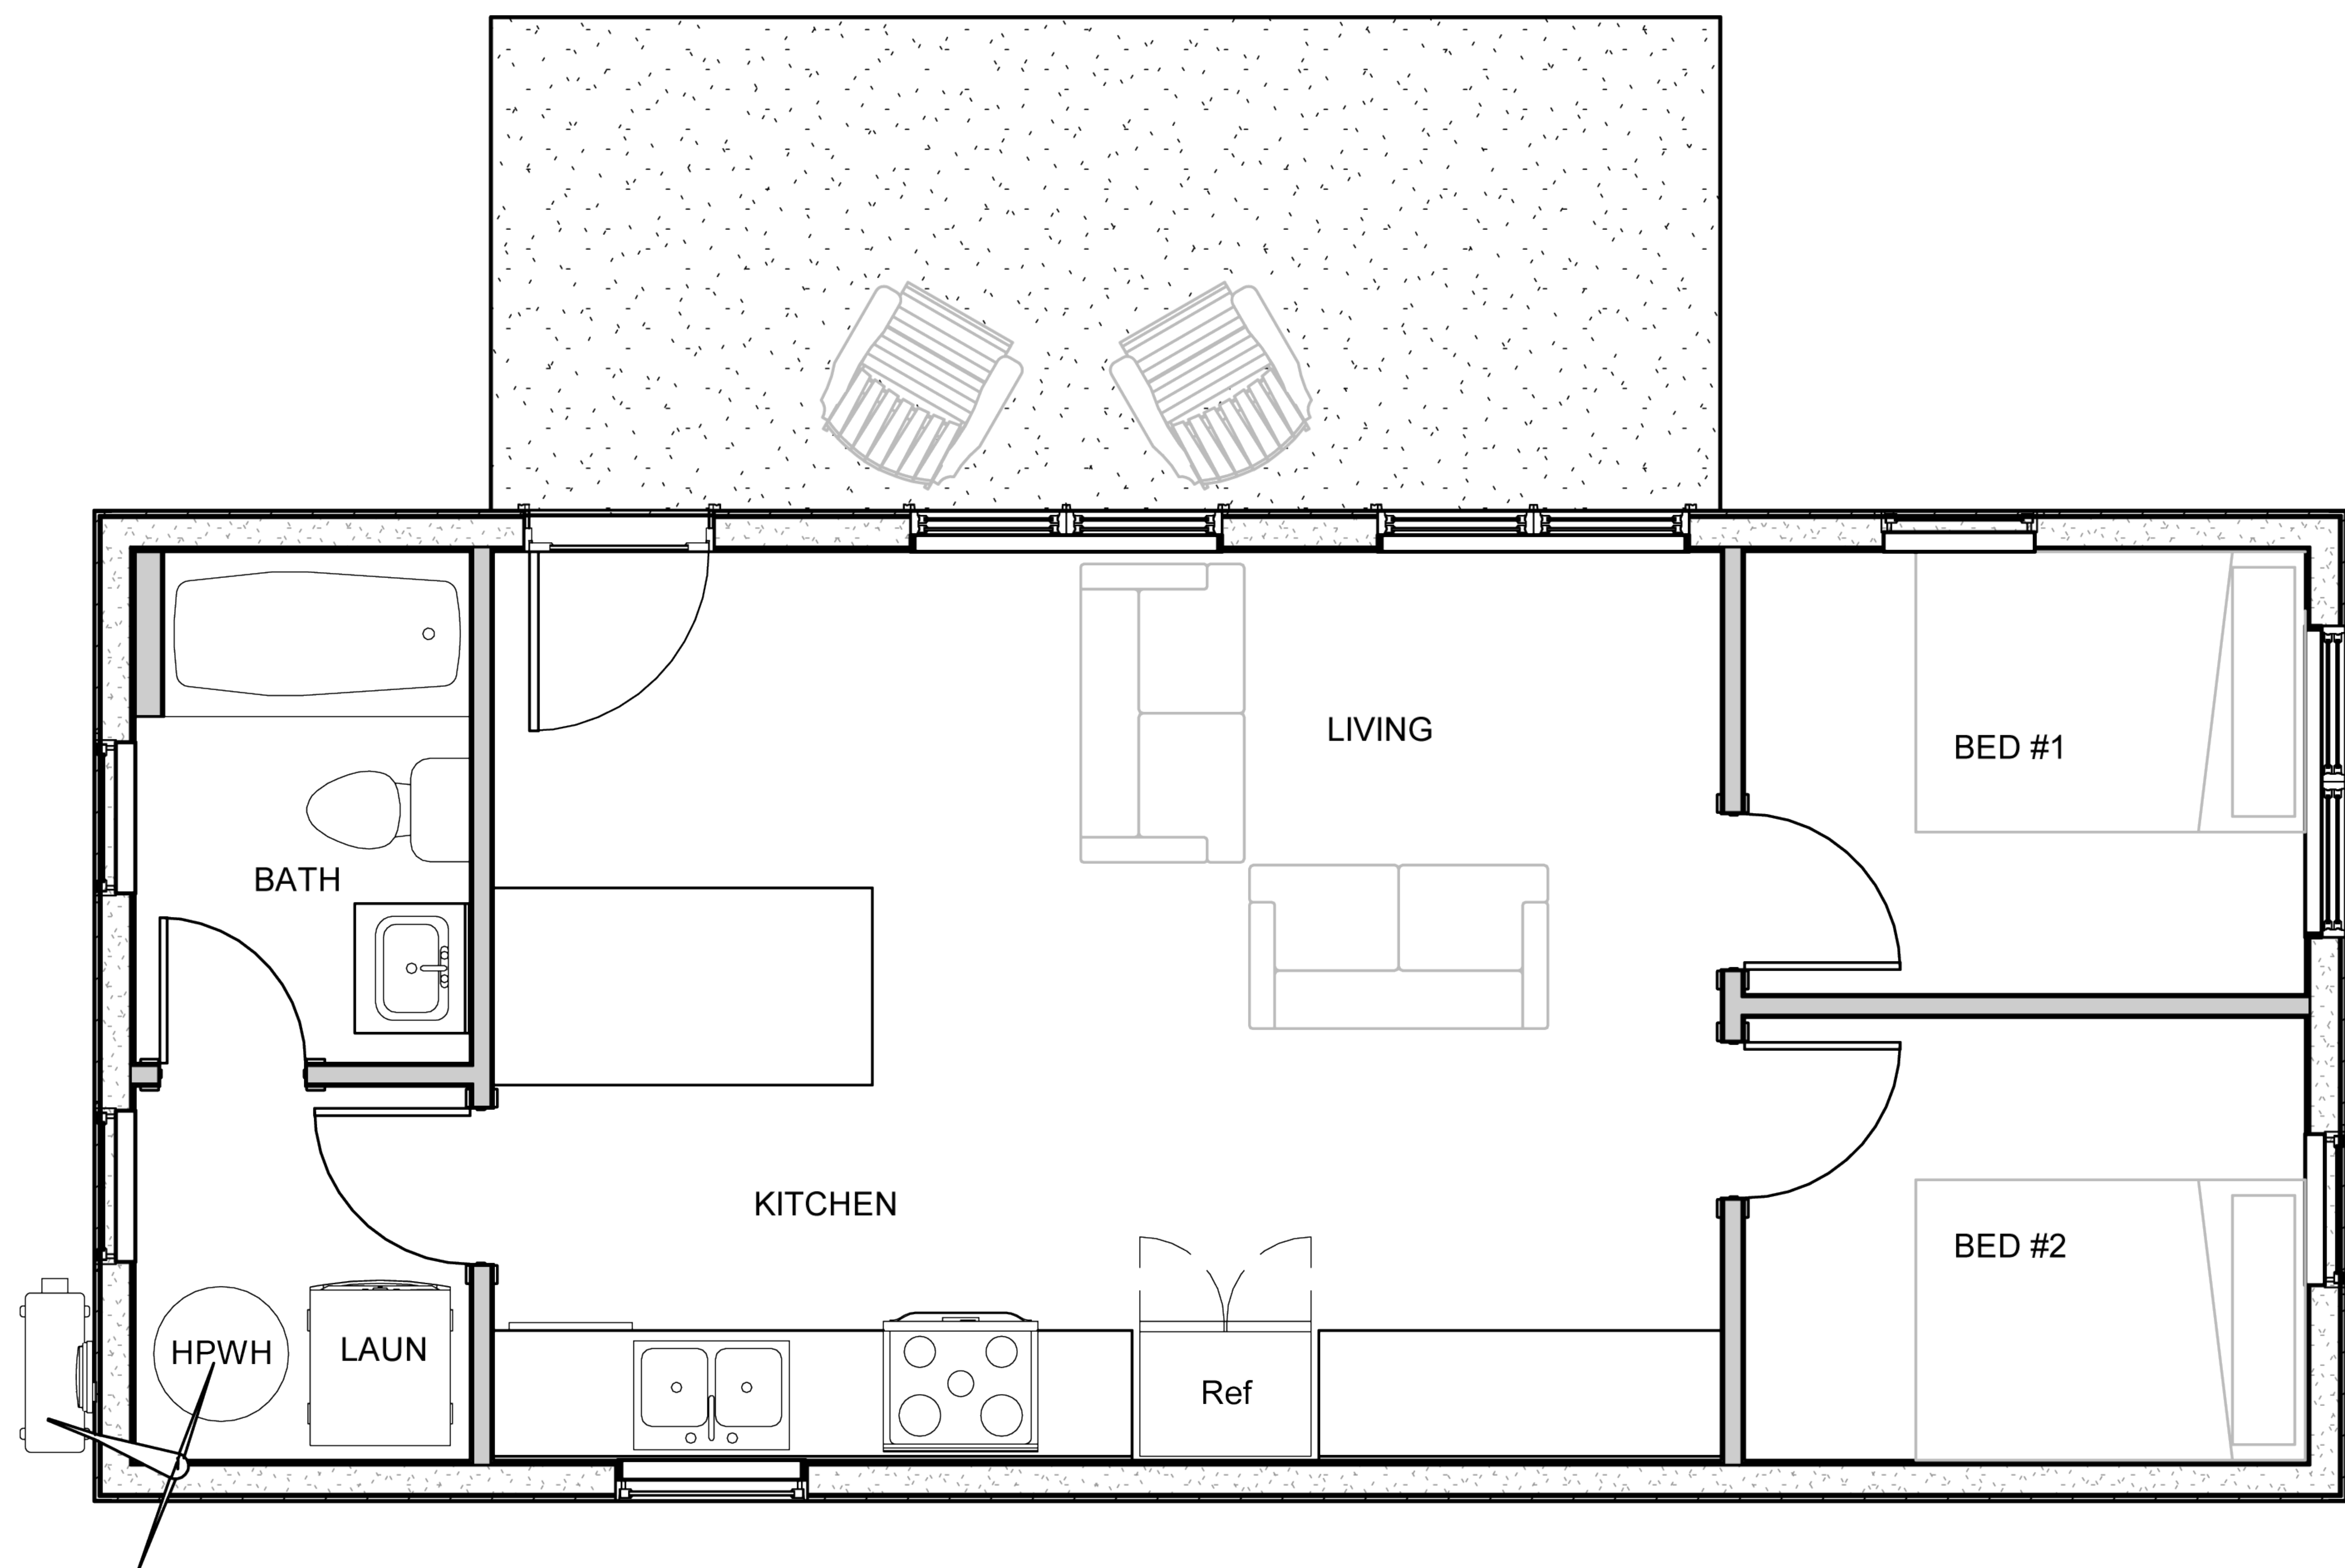 LIVING
BED #1
BATH
KITCHEN
BED #2
HPWH
LAUN
Ref